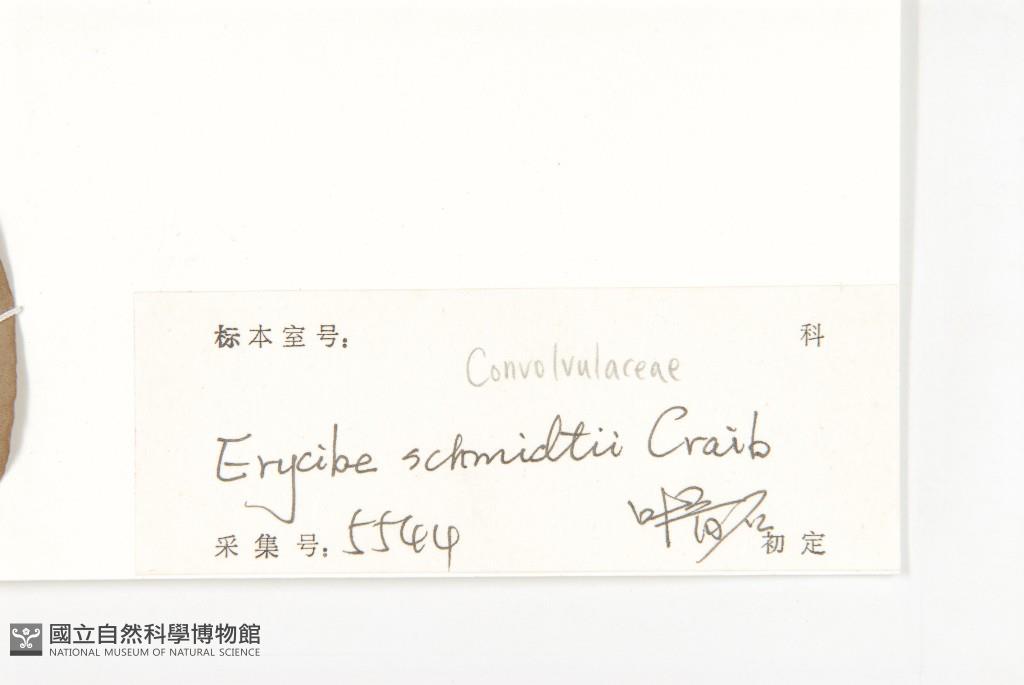 标本室号: 科
Convolvulaceae
Erycibe schmidtii Craib
采集号: 5544 初定
國立自然科學博物館
NATIONAL MUSEUM OF NATURAL SCIENCE